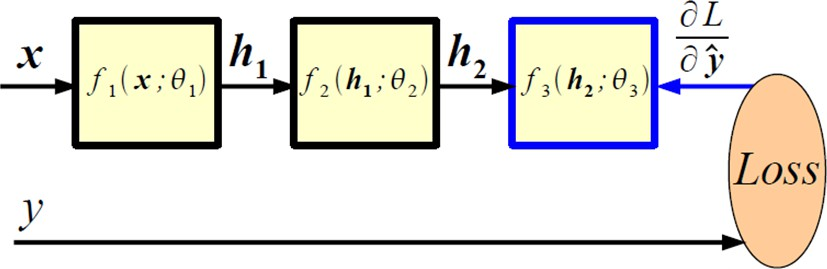 x h₁ h₂ ∂L/∂ŷ
f₁(x;θ₁) f₂(h₁;θ₂) f₃(h₂;θ₃)
Loss
y